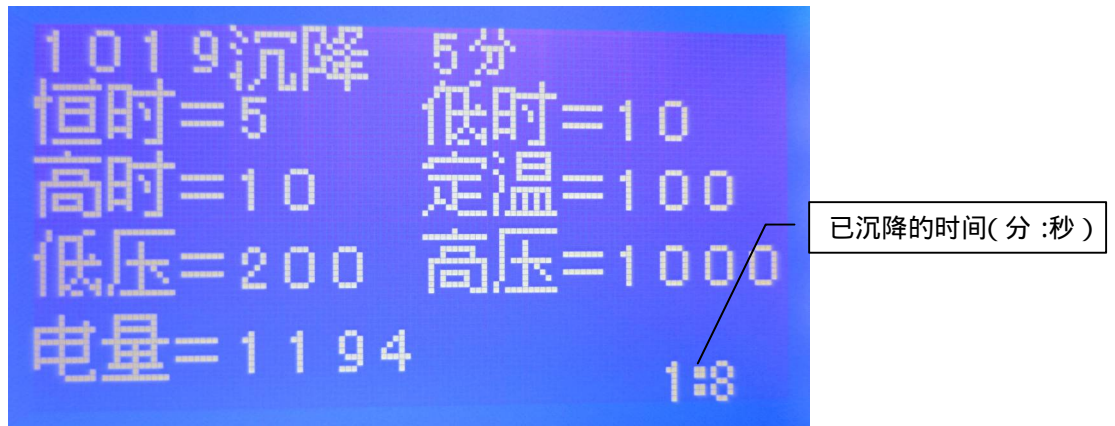 1019沉降 5分
恒时=5 低时=10
高时=10 定温=100
低压=200 高压=1000
电量=1194
1:8
已沉降的时间(分:秒)